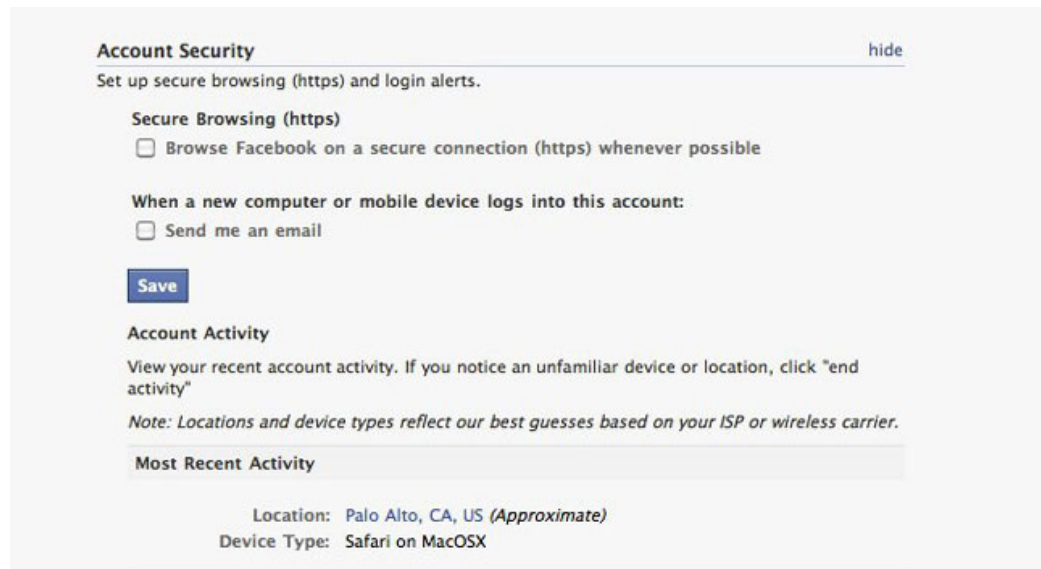 Account Security hide
Set up secure browsing (https) and login alerts.
Secure Browsing (https)
Browse Facebook on a secure connection (https) whenever possible
When a new computer or mobile device logs into this account:
Send me an email
Save
Account Activity
View your recent account activity. If you notice an unfamiliar device or location, click "end
activity"
Note: Locations and device types reflect our best guesses based on your ISP or wireless carrier.
Most Recent Activity
Location: Palo Alto, CA, US (Approximate)
Device Type: Safari on MacOSX